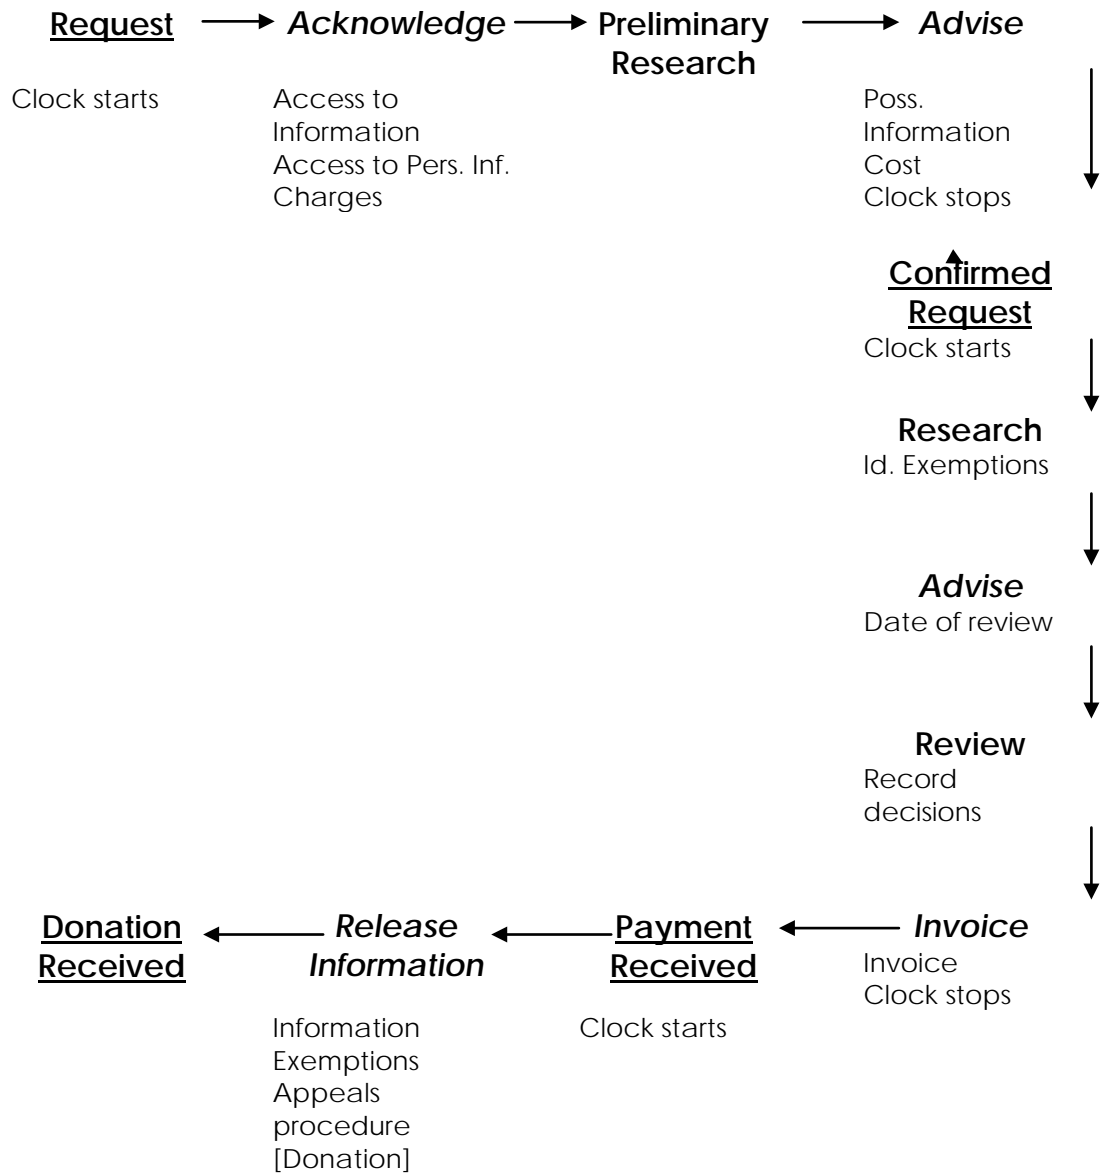 Request
Acknowledge
Preliminary
Research
Advise
Clock starts
Access to
Information
Access to Pers. Inf.
Charges
Poss.
Information
Cost
Clock stops
Confirmed
Request
Clock starts
Research
Id. Exemptions
Advise
Date of review
Review
Record
decisions
Invoice
Invoice
Clock stops
Payment
Received
Clock starts
Release
Information
Information
Exemptions
Appeals
procedure
[Donation]
Donation
Received